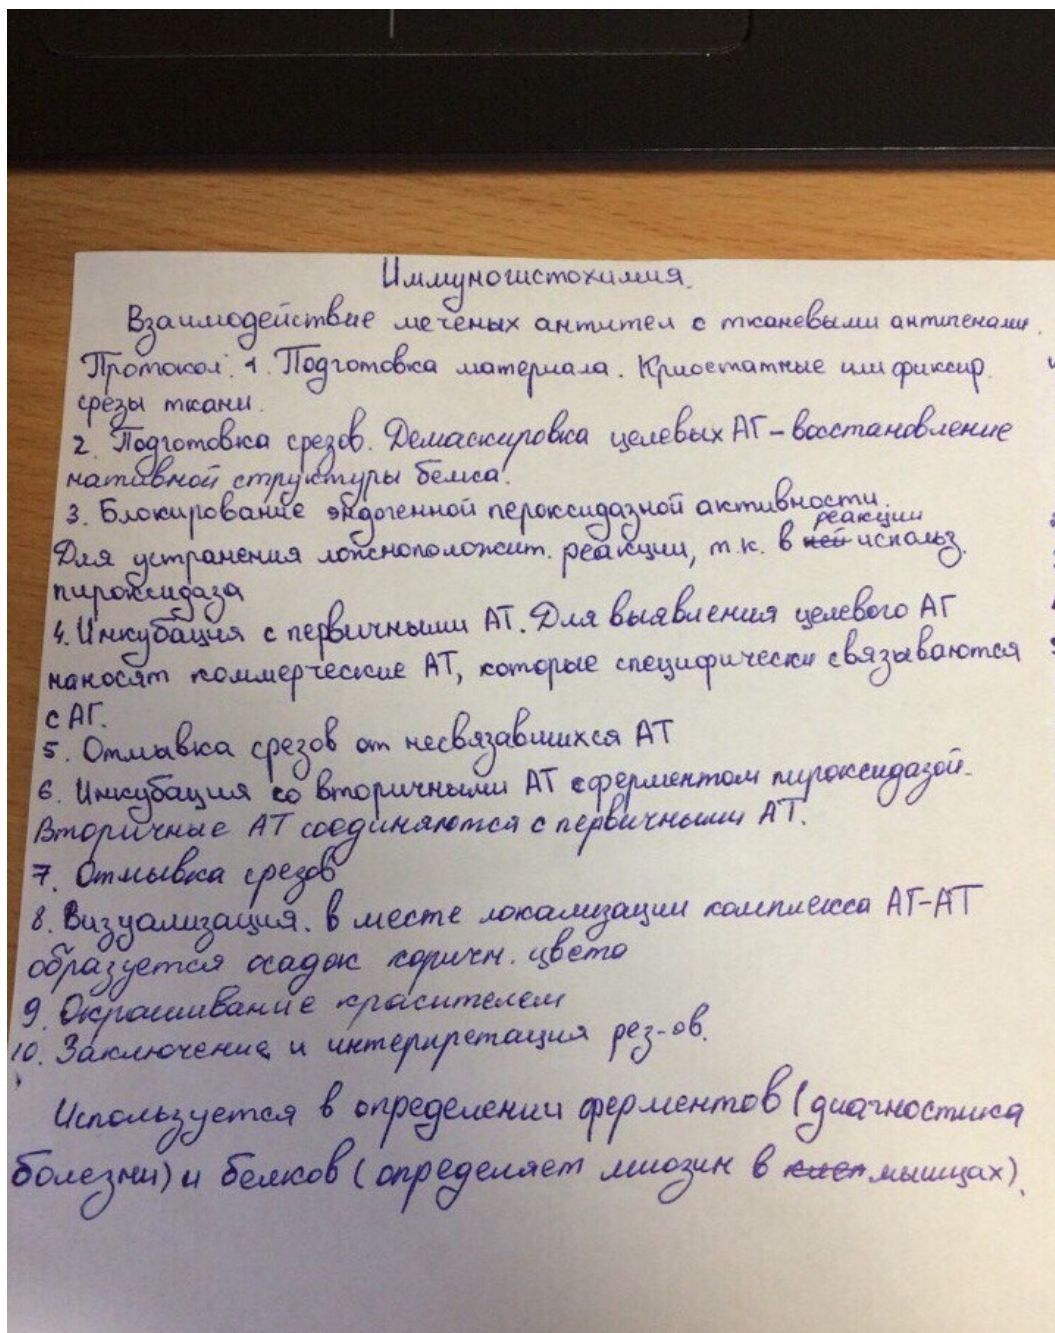 Иммуногистохимия.
Взаимодействие меченых антител с тканевыми антигенами.
Протокол: 1. Подготовка материала. Криостатные или фиксир.
срезы ткани.
2. Подготовка срезов. Демаскировка целевых АГ – восстановление
нативной структуры белка.
3. Блокирование эндогенной пероксидазной активности.
реакции
Для устранения ложноположит. реакции, т.к. в ней использ.
пироксидаза
4. Инкубация с первичными АТ. Для выявления целевого АГ
наносят коммерческие АТ, которые специфически связываются
с АГ.
5. Отмывка срезов от несвязавшихся АТ
6. Инкубация со вторичными АТ с ферментом пироксидазой.
Вторичные АТ соединяются с первичными АТ.
7. Отмывка срезов
8. Визуализация. в месте локализации комплекса АГ-АТ
образуется осадок коричн. цвета
9. Окрашивание красителем
10. Заключение и интерпретация рез-ов.
Используется в определении ферментов (диагностика
болезни) и белков (определяет миозин в мышцах).